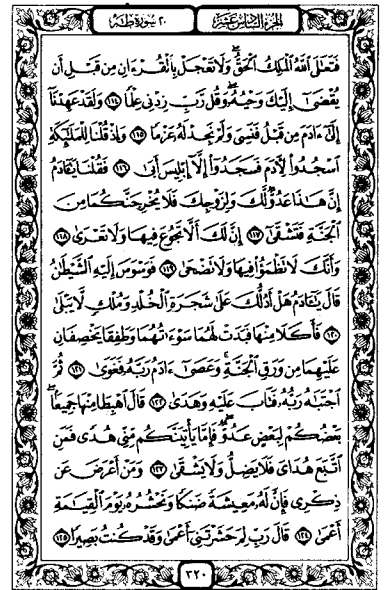 الجزء السادس عشر
٢٠ سورة طه
فَتَعَٰلَى ٱللَّهُ ٱلْمَلِكُ ٱلْحَقُّۗ وَلَا تَعْجَلْ بِٱلْقُرْءَانِ مِن قَبْلِ أَن
يُقْضَىٰٓ إِلَيْكَ وَحْيُهُۥۖ وَقُل رَّبِّ زِدْنِى عِلْمًا ١١٤ وَلَقَدْ عَهِدْنَآ
إِلَىٰٓ ءَادَمَ مِن قَبْلُ فَنَسِىَ وَلَمْ نَجِدْ لَهُۥ عَزْمًا ١١٥ وَإِذْ قُلْنَا لِلْمَلَٰٓئِكَةِ
ٱسْجُدُوا۟ لِءَادَمَ فَسَجَدُوٓا۟ إِلَّآ إِبْلِيسَ أَبَىٰ ١١٦ فَقُلْنَا يَٰٓـَٔادَمُ
إِنَّ هَٰذَا عَدُوٌّ لَّكَ وَلِزَوْجِكَ فَلَا يُخْرِجَنَّكُمَا مِنَ
ٱلْجَنَّةِ فَتَشْقَىٰٓ ١١٧ إِنَّ لَكَ أَلَّا تَجُوعَ فِيهَا وَلَا تَعْرَىٰ ١١٨
وَأَنَّكَ لَا تَظْمَؤُا۟ فِيهَا وَلَا تَضْحَىٰ ١١٩ فَوَسْوَسَ إِلَيْهِ ٱلشَّيْطَٰنُ
قَالَ يَٰٓـَٔادَمُ هَلْ أَدُلُّكَ عَلَىٰ شَجَرَةِ ٱلْخُلْدِ وَمُلْكٍ لَّا يَبْلَىٰ
١٢٠ فَأَكَلَا مِنْهَا فَبَدَتْ لَهُمَا سَوْءَٰتُهُمَا وَطَفِقَا يَخْصِفَانِ
عَلَيْهِمَا مِن وَرَقِ ٱلْجَنَّةِۚ وَعَصَىٰٓ ءَادَمُ رَبَّهُۥ فَغَوَىٰ ١٢١ ثُمَّ
ٱجْتَبَٰهُ رَبُّهُۥ فَتَابَ عَلَيْهِ وَهَدَىٰ ١٢٢ قَالَ ٱهْبِطَا مِنْهَا جَمِيعًۢاۖ
بَعْضُكُمْ لِبَعْضٍ عَدُوٌّۖ فَإِمَّا يَأْتِيَنَّكُم مِّنِّى هُدًى فَمَنِ
ٱتَّبَعَ هُدَاىَ فَلَا يَضِلُّ وَلَا يَشْقَىٰ ١٢٣ وَمَنْ أَعْرَضَ عَن
ذِكْرِى فَإِنَّ لَهُۥ مَعِيشَةً ضَنكًا وَنَحْشُرُهُۥ يَوْمَ ٱلْقِيَٰمَةِ
أَعْمَىٰ ١٢٤ قَالَ رَبِّ لِمَ حَشَرْتَنِىٓ أَعْمَىٰ وَقَدْ كُنتُ بَصِيرًا ١٢٥
٣٢٠